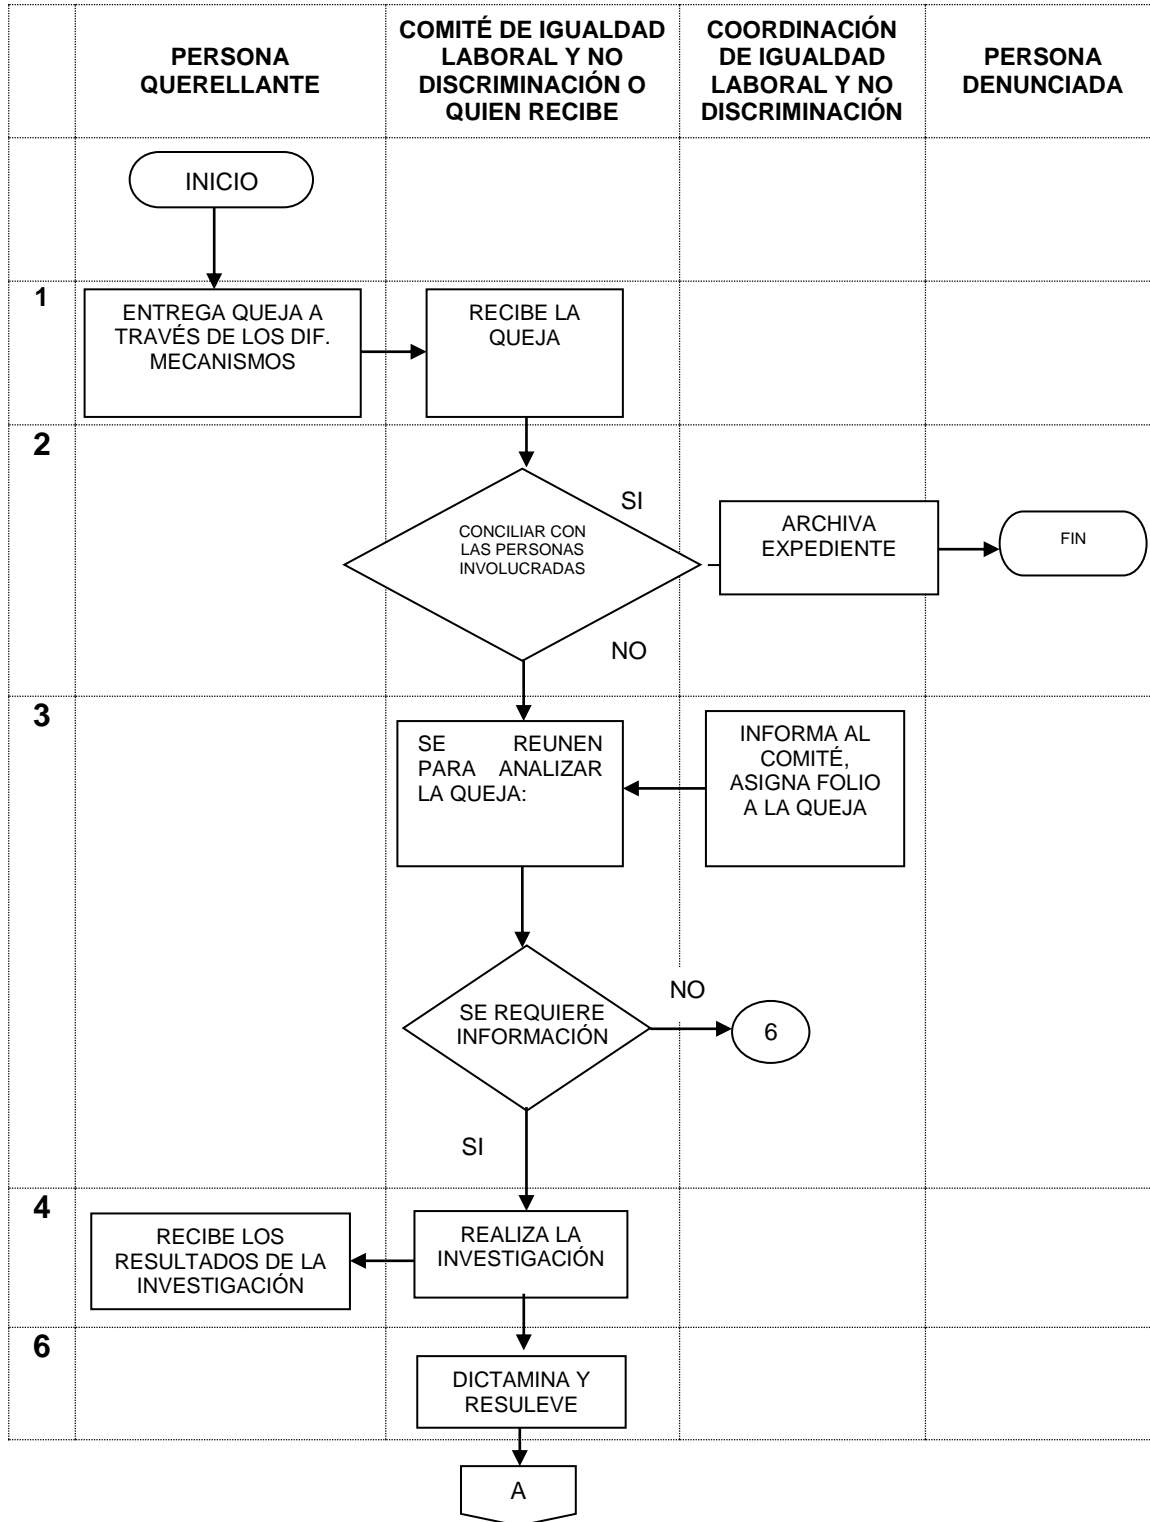 PERSONA
QUERELLANTE
COMITÉ DE IGUALDAD
LABORAL Y NO
DISCRIMINACIÓN O
QUIEN RECIBE
COORDINACIÓN
DE IGUALDAD
LABORAL Y NO
DISCRIMINACIÓN
PERSONA
DENUNCIADA
INICIO
1
ENTREGA QUEJA A
TRAVÉS DE LOS DIF.
MECANISMOS
RECIBE LA
QUEJA
2
CONCILIAR CON
LAS PERSONAS
INVOLUCRADAS
SI
ARCHIVA
EXPEDIENTE
FIN
NO
3
SE REUNEN
PARA ANALIZAR
LA QUEJA:
INFORMA AL
COMITÉ,
ASIGNA FOLIO
A LA QUEJA
SE REQUIERE
INFORMACIÓN
NO
6
SI
4
RECIBE LOS
RESULTADOS DE LA
INVESTIGACIÓN
REALIZA LA
INVESTIGACIÓN
6
DICTAMINA Y
RESULEVE
A